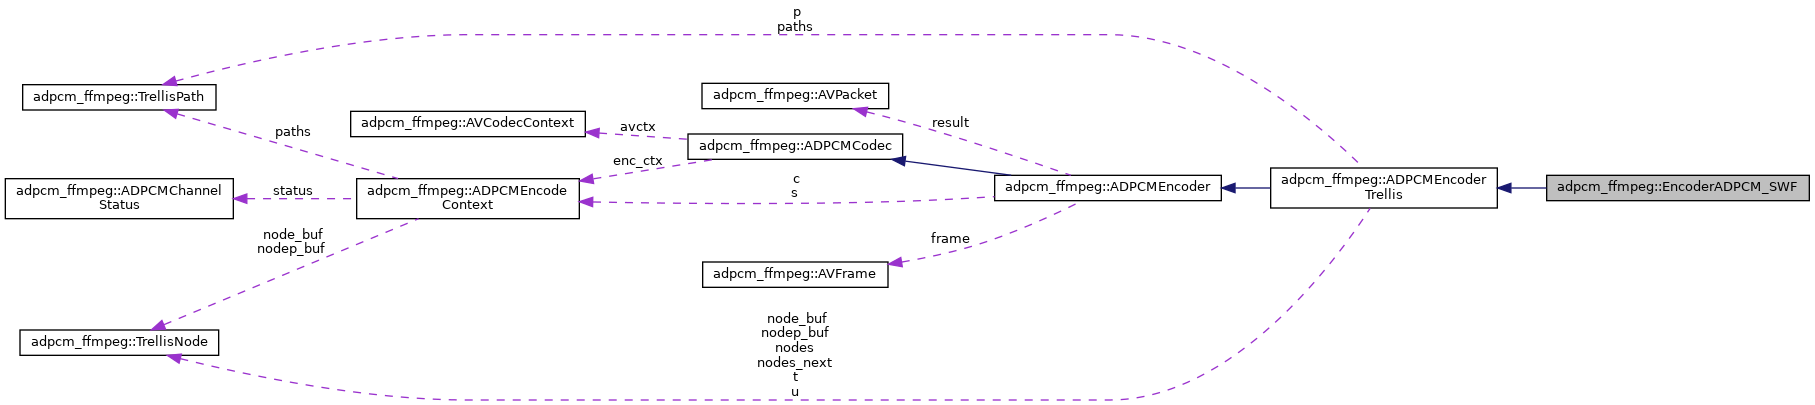 p
paths
adpcm_ffmpeg::TrellisPath
adpcm_ffmpeg::AVPacket
adpcm_ffmpeg::AVCodecContext
avctx
result
paths
adpcm_ffmpeg::ADPCMCodec
enc_ctx
adpcm_ffmpeg::ADPCMChannel
Status
status
adpcm_ffmpeg::ADPCMEncode
Context
c
s
adpcm_ffmpeg::ADPCMEncoder
adpcm_ffmpeg::ADPCMEncoder
Trellis
adpcm_ffmpeg::EncoderADPCM_SWF
node_buf
nodep_buf
frame
adpcm_ffmpeg::AVFrame
adpcm_ffmpeg::TrellisNode
node_buf
nodep_buf
nodes
nodes_next
t
u